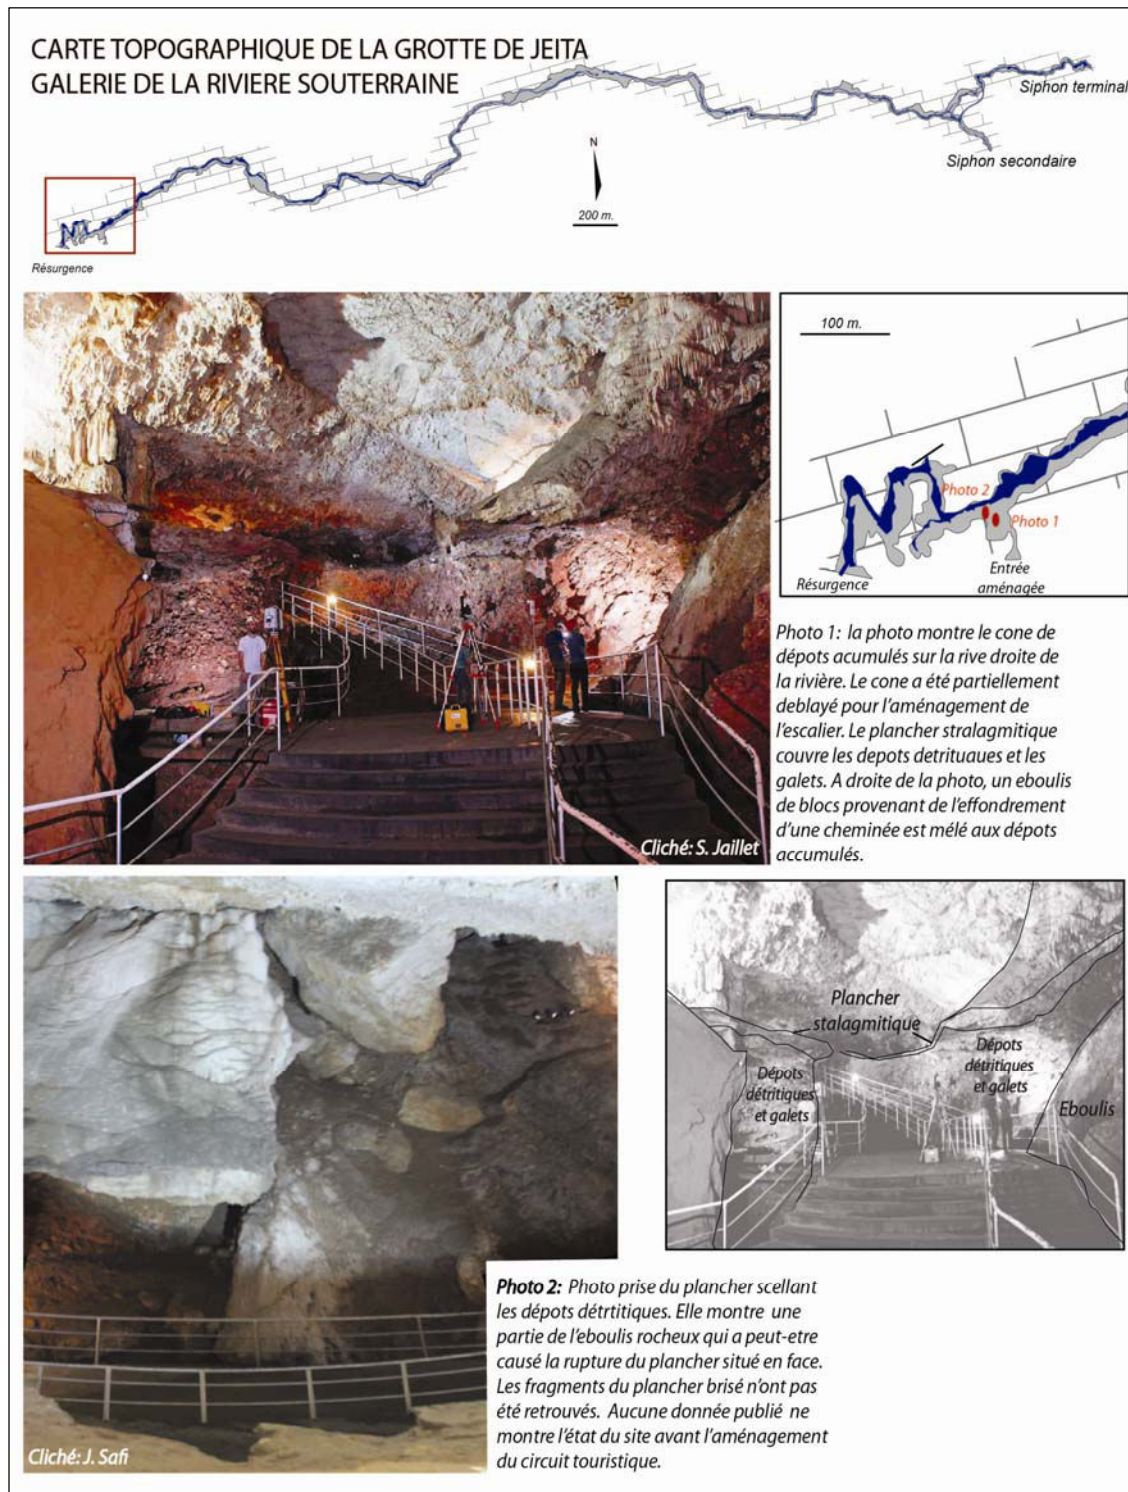 CARTE TOPOGRAPHIQUE DE LA GROTTE DE JEITA
GALERIE DE LA RIVIERE SOUTERRAINE
Siphon terminal
Siphon secondaire
N
200 m.
Résurgence
100 m.
Photo 2
Photo 1
Résurgence
Entrée
aménagée
Cliché: S. Jaillet
Photo 1: la photo montre le cone de
dépots acumulés sur la rive droite de
la rivière. Le cone a été partiellement
deblayé pour l'aménagement de
l'escalier. Le plancher stralagmitique
couvre les depots detrituaues et les
galets. A droite de la photo, un eboulis
de blocs provenant de l'effondrement
d'une cheminée est mélé aux dépots
accumulés.
Plancher
stalagmitique
Dépots
détritiques
et galets
Dépots
détritiques
et galets
Eboulis
Cliché: J. Safi
Photo 2: Photo prise du plancher scellant
les dépots détrtitiques. Elle montre une
partie de l'eboulis rocheux qui a peut-etre
causé la rupture du plancher situé en face.
Les fragments du plancher brisé n'ont pas
été retrouvés. Aucune donnée publié ne
montre l'état du site avant l'aménagement
du circuit touristique.